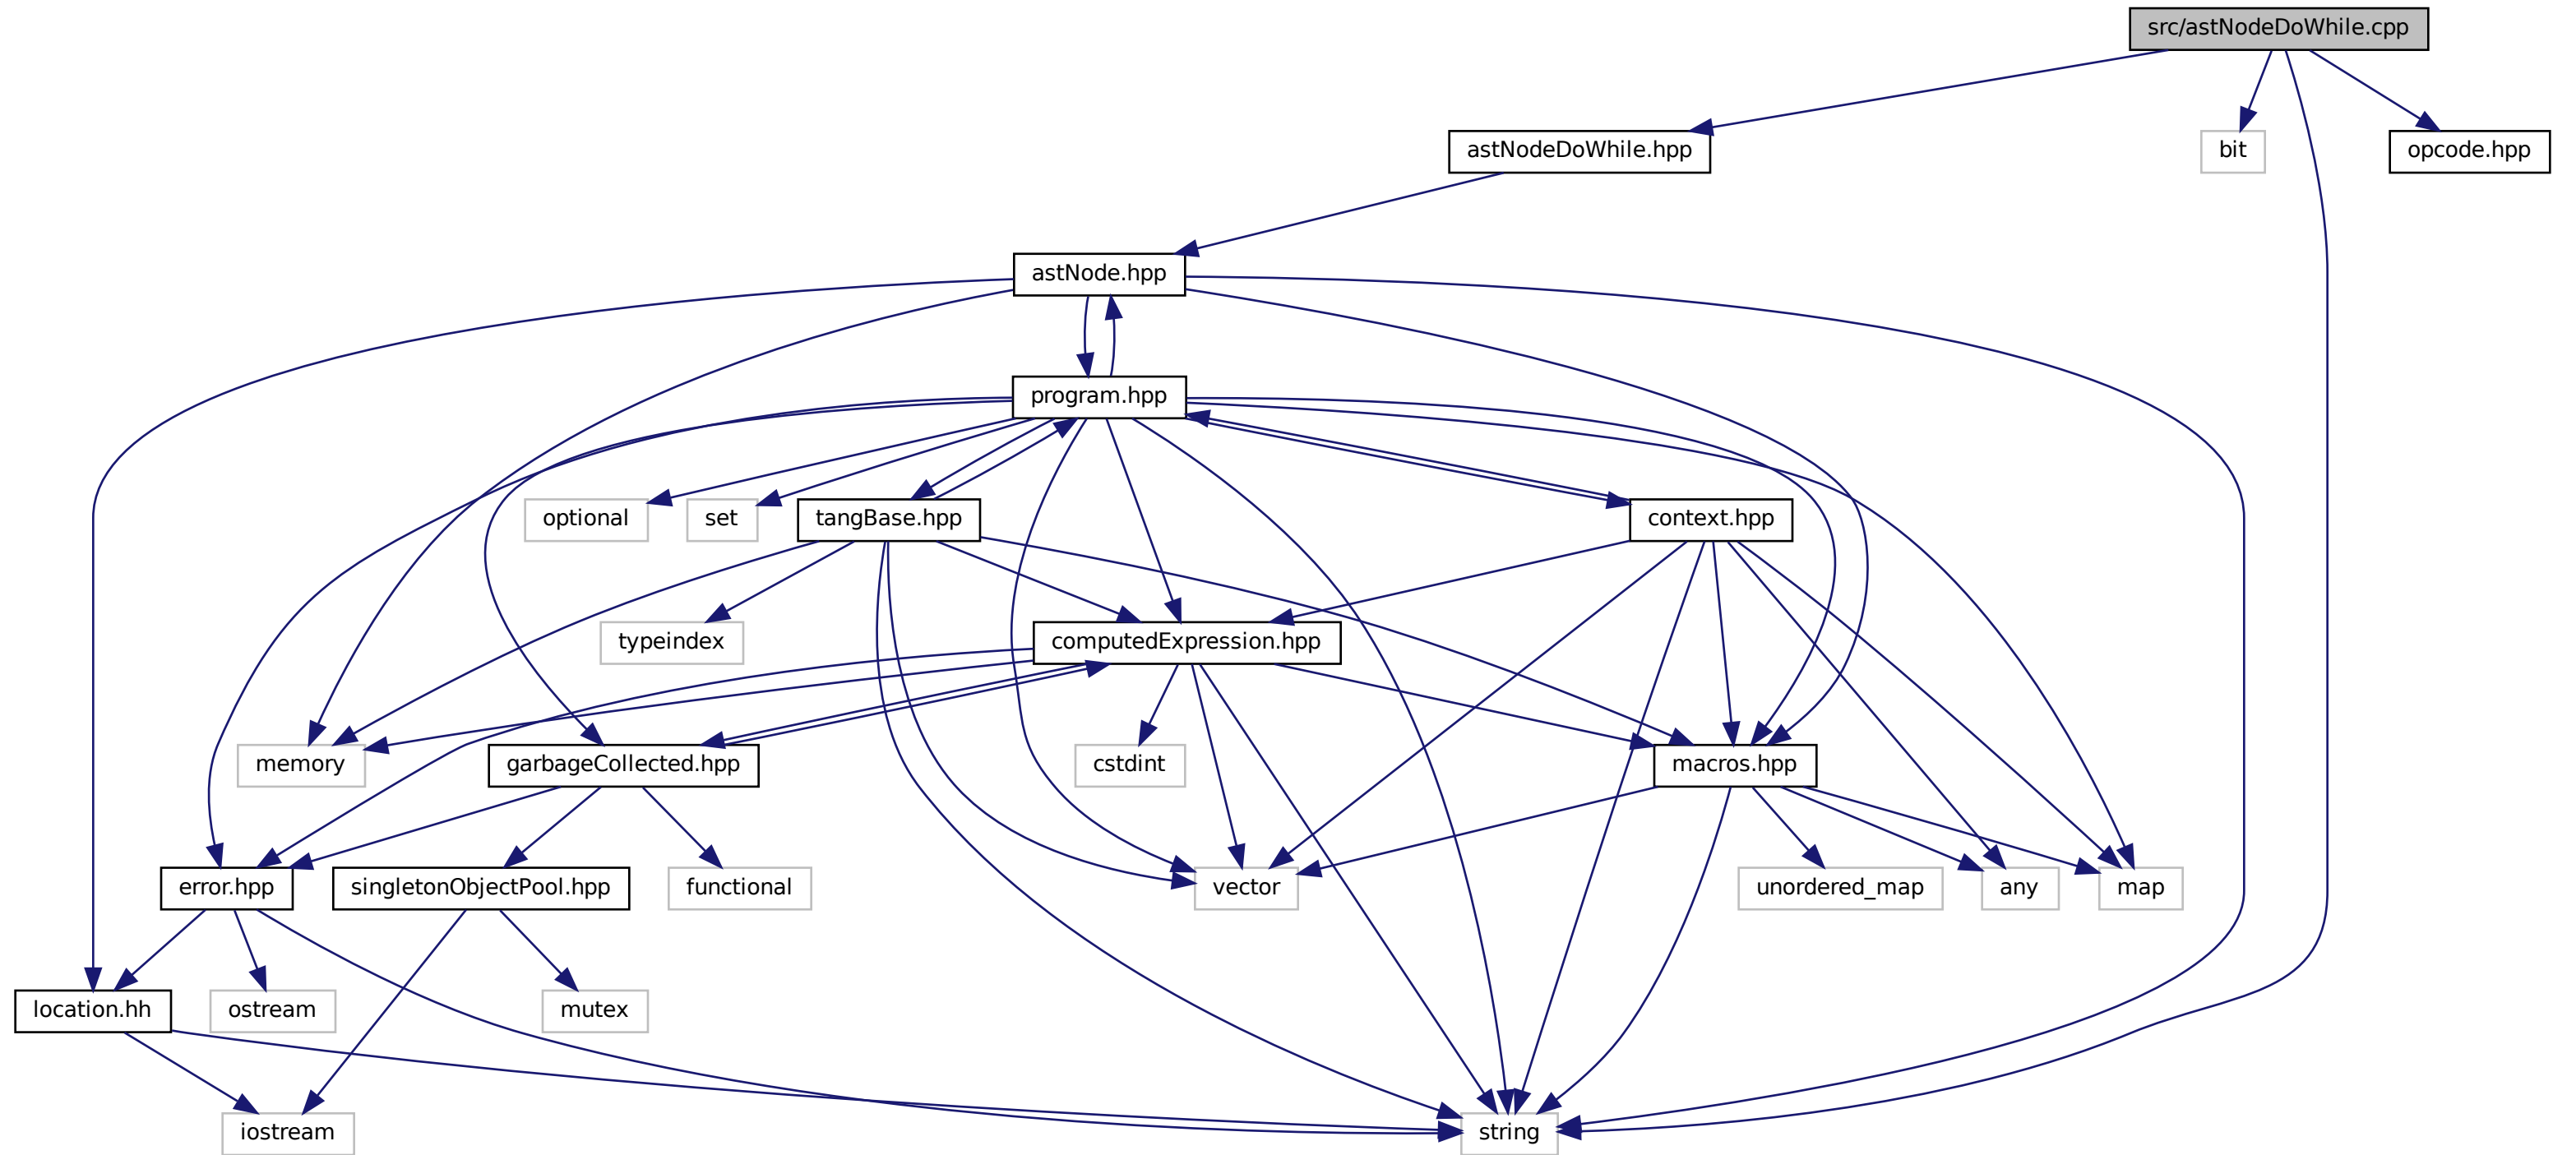 src/astNodeDoWhile.cpp
astNodeDoWhile.hpp
bit
opcode.hpp
astNode.hpp
program.hpp
optional
set
tangBase.hpp
context.hpp
typeindex
computedExpression.hpp
memory
garbageCollected.hpp
cstdint
macros.hpp
error.hpp
singletonObjectPool.hpp
functional
vector
unordered_map
any
map
location.hh
ostream
mutex
iostream
string